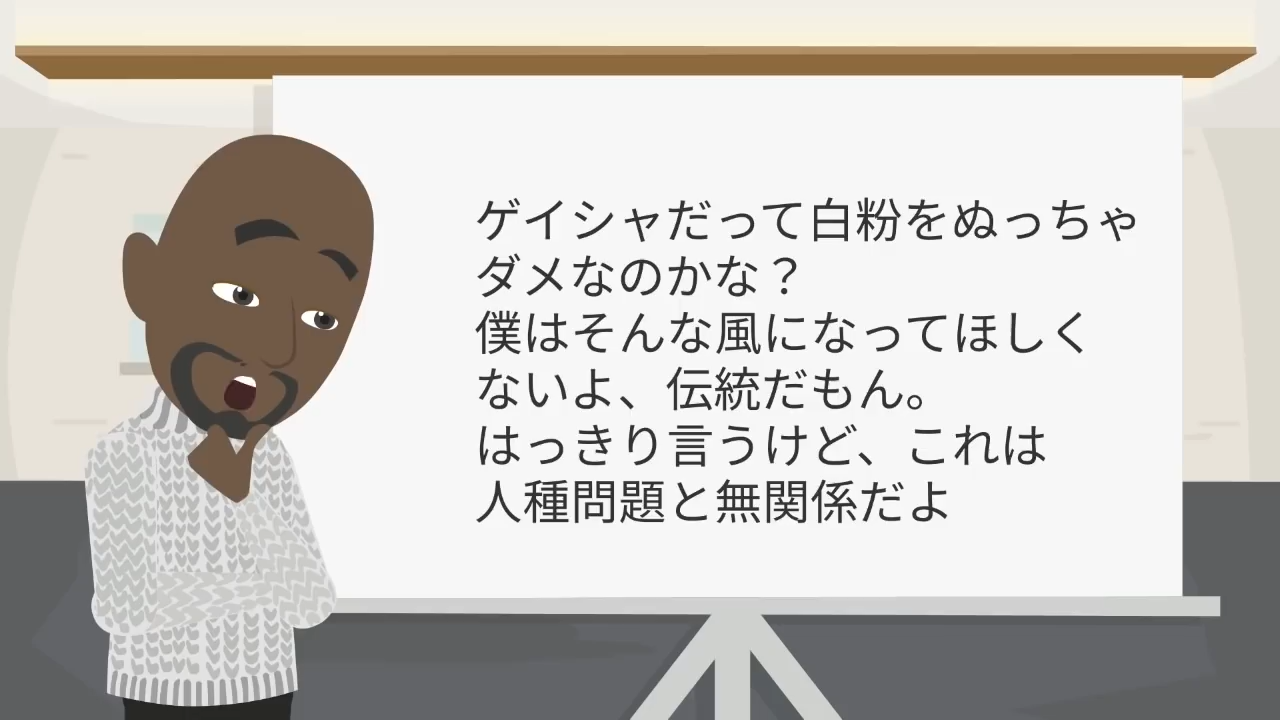 ゲイシャだって白粉をぬっちゃ
ダメなのかな？
僕はそんな風になってほしく
ないよ、伝統だもん。
はっきり言うけど、これは
人種問題と無関係だよ